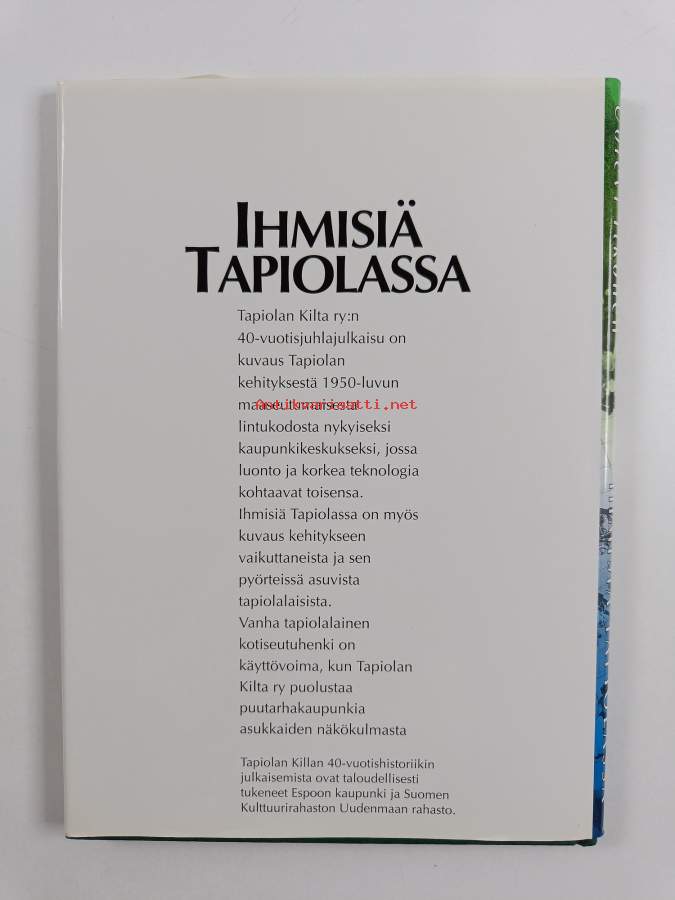 IHMISIÄ
TAPIOLASSA
Tapiolan Kilta ry:n
40-vuotisjuhlajulkaisu on
kuvaus Tapiolan
kehityksestä 1950-luvun
maaseutumaisesta
Antikvariaatti.net
lintukodosta nykyiseksi
kaupunkikeskukseksi, jossa
luonto ja korkea teknologia
kohtaavat toisensa.
Ihmisiä Tapiolassa on myös
kuvaus kehitykseen
vaikuttaneista ja sen
pyörteissä asuvista
tapiolalaisista.
Vanha tapiolalainen
kotiseutuhenki on
käyttövoima, kun Tapiolan
Kilta ry puolustaa
puutarhakaupunkia
asukkaiden näkökulmasta
Tapiolan Killan 40-vuotishistoriikin
julkaisemista ovat taloudellisesti
tukeneet Espoon kaupunki ja Suomen
Kulttuurirahaston Uudenmaan rahasto.